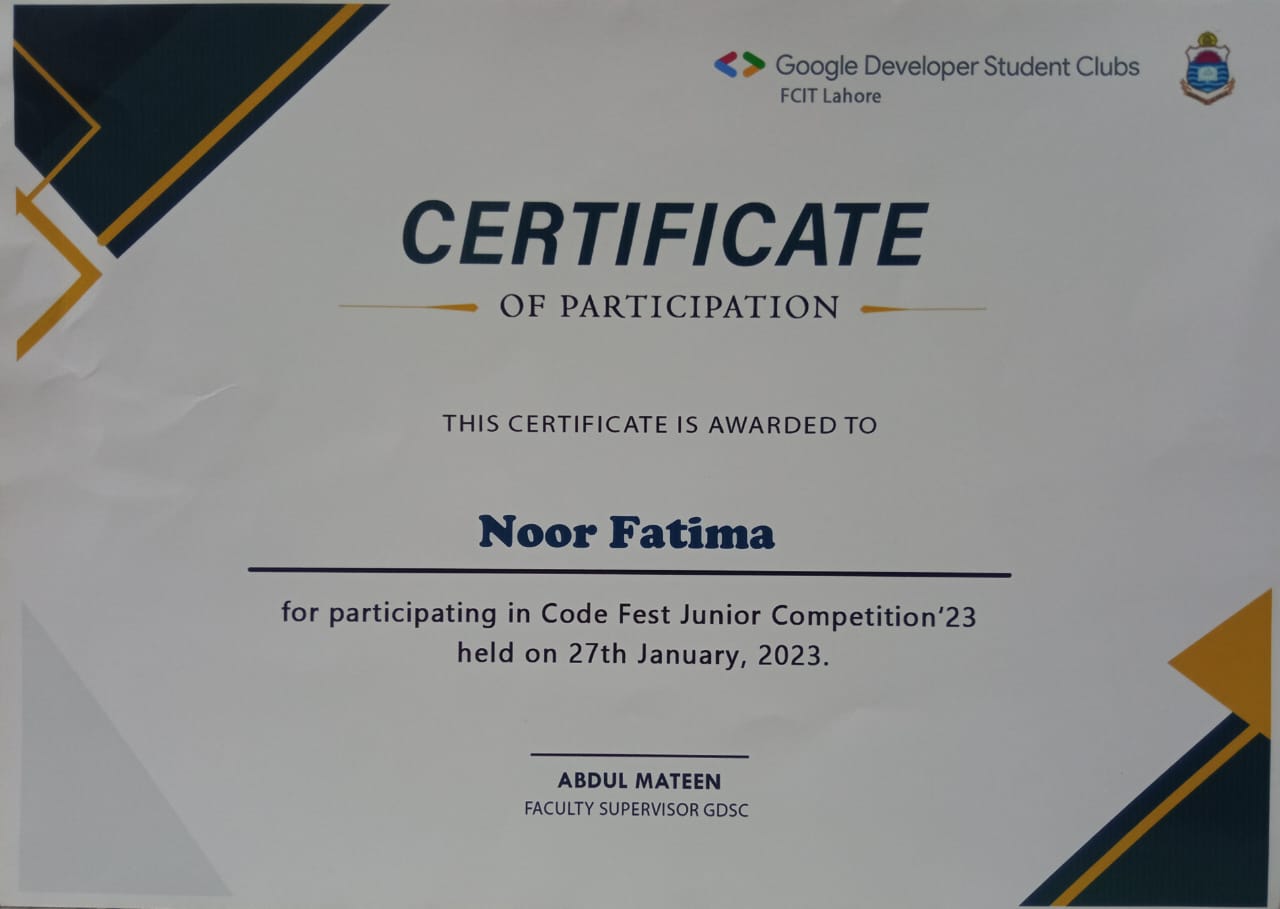 Google Developer Student Clubs
FCIT Lahore
CERTIFICATE
OF PARTICIPATION
THIS CERTIFICATE IS AWARDED TO
Noor Fatima
for participating in Code Fest Junior Competition‘23
held on 27th January, 2023.
ABDUL MATEEN
FACULTY SUPERVISOR GDSC